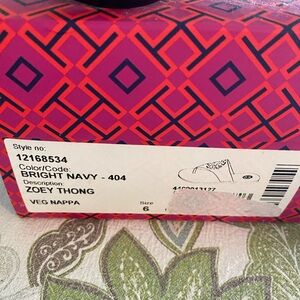 Style no:
12168534
Color/Code:
BRIGHT NAVY - 404
Description:
ZOEY THONG
VEG NAPPA
Size
6